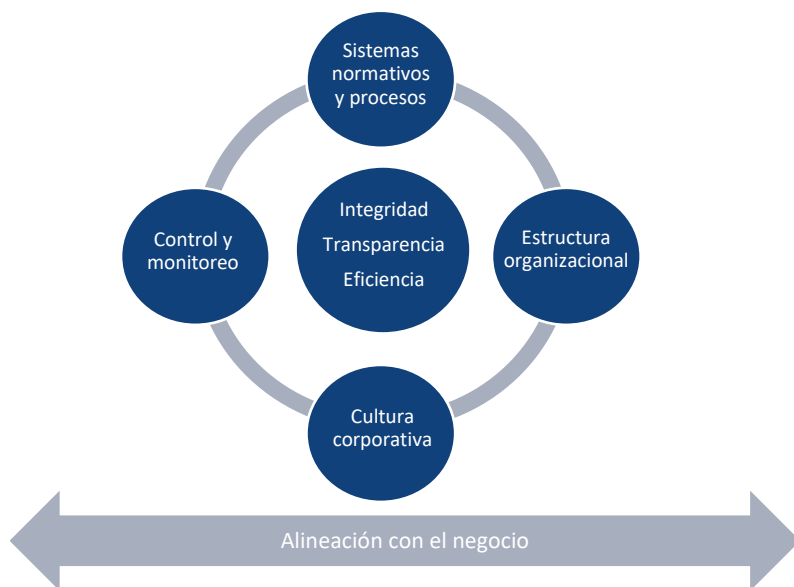 Sistemas
normativos
y procesos
Control y
monitoreo
Integridad
Transparencia
Eficiencia
Estructura
organizacional
Cultura
corporativa
Alineación con el negocio